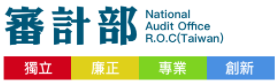 審計部
National
Audit Office
R.O.C(Taiwan)
獨立 廉正 專業 創新